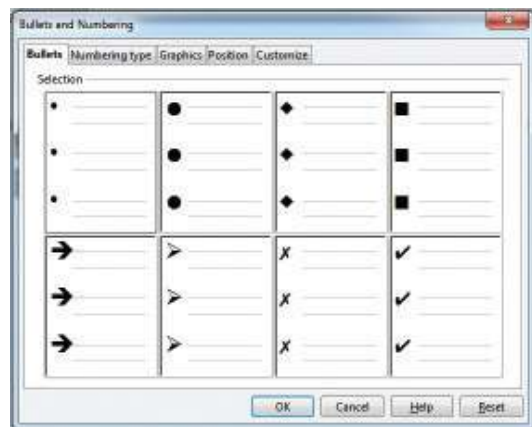 Bullets and Numbering
Bullets Numbering type Graphics Position Customize
Selection
OK Cancel Help Reset